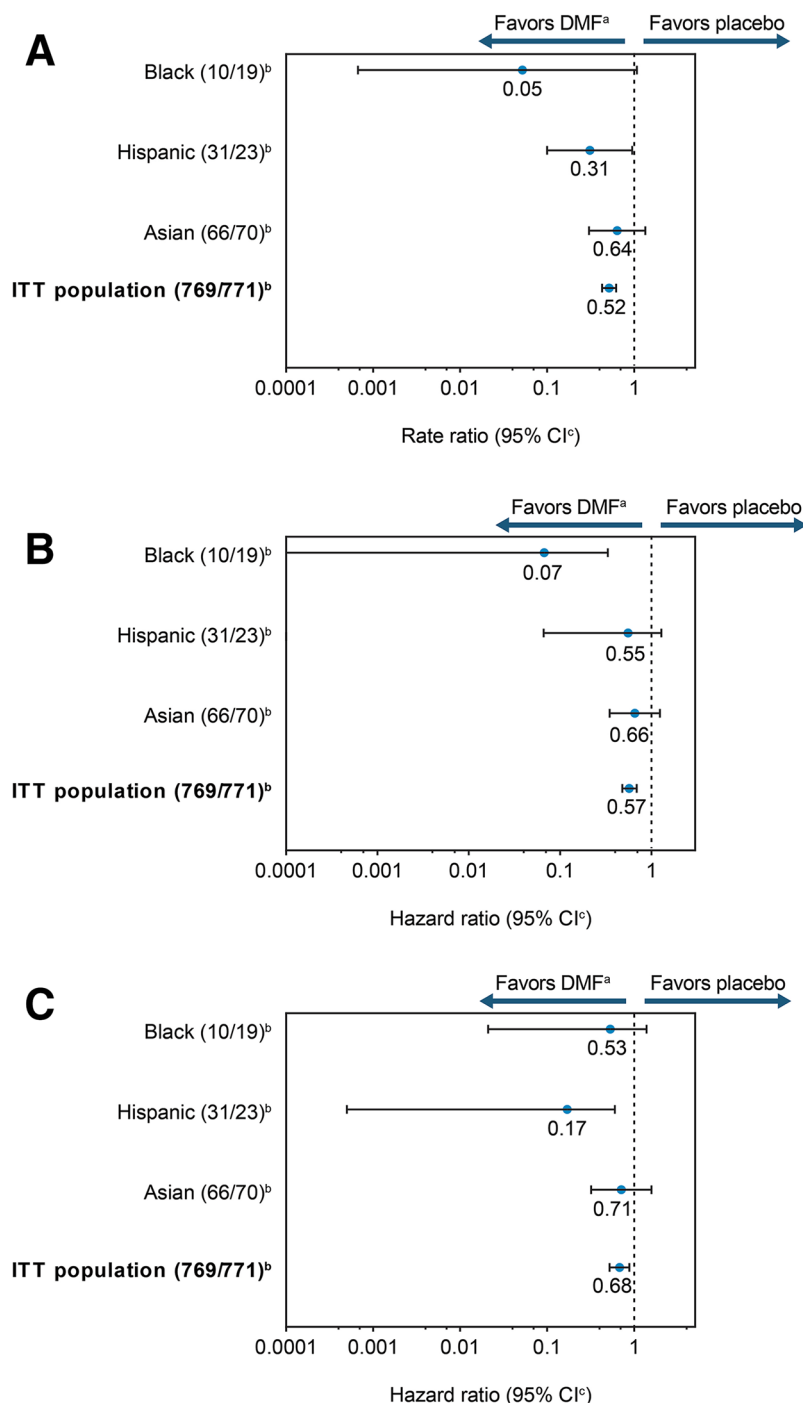 A
Favors DMFᵃ Favors placebo
Black (10/19)ᵇ
0.05
Hispanic (31/23)ᵇ
0.31
Asian (66/70)ᵇ
0.64
ITT population (769/771)ᵇ
0.52
0.0001 0.001 0.01 0.1 1
Rate ratio (95% CIᶜ)
B
Favors DMFᵃ Favors placebo
Black (10/19)ᵇ
0.07
Hispanic (31/23)ᵇ
0.55
Asian (66/70)ᵇ
0.66
ITT population (769/771)ᵇ
0.57
0.0001 0.001 0.01 0.1 1
Hazard ratio (95% CIᶜ)
C
Favors DMFᵃ Favors placebo
Black (10/19)ᵇ
0.53
Hispanic (31/23)ᵇ
0.17
Asian (66/70)ᵇ
0.71
ITT population (769/771)ᵇ
0.68
0.0001 0.001 0.01 0.1 1
Hazard ratio (95% CIᶜ)